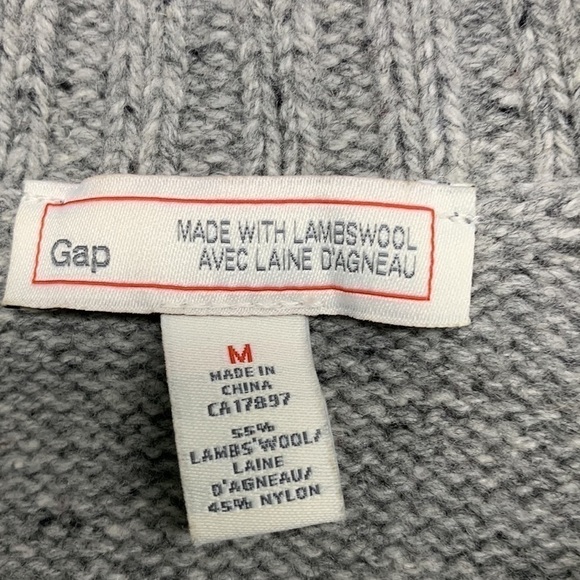 Gap
MADE WITH LAMBSWOOL
AVEC LAINE D'AGNEAU
M
MADE IN
CHINA
CA17897
55%
LAMBS'WOOL/
LAINE
D'AGNEAU/
45% NYLON